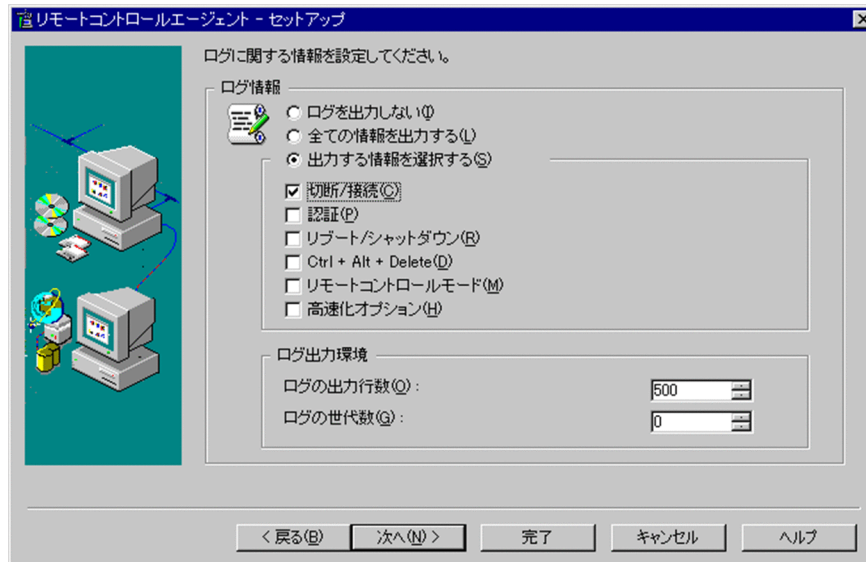 リモートコントロールエージェント - セットアップ
ログに関する情報を設定してください。
ログ情報
ログを出力しない(I)
全ての情報を出力する(L)
出力する情報を選択する(S)
切断/接続(C)
認証(P)
リブート/シャットダウン(R)
Ctrl + Alt + Delete(D)
リモートコントロールモード(M)
高速化オプション(H)
ログ出力環境
ログの出力行数(O) : 500
ログの世代数(G) : 0
< 戻る(B) 次へ(N) > 完了 キャンセル ヘルプ